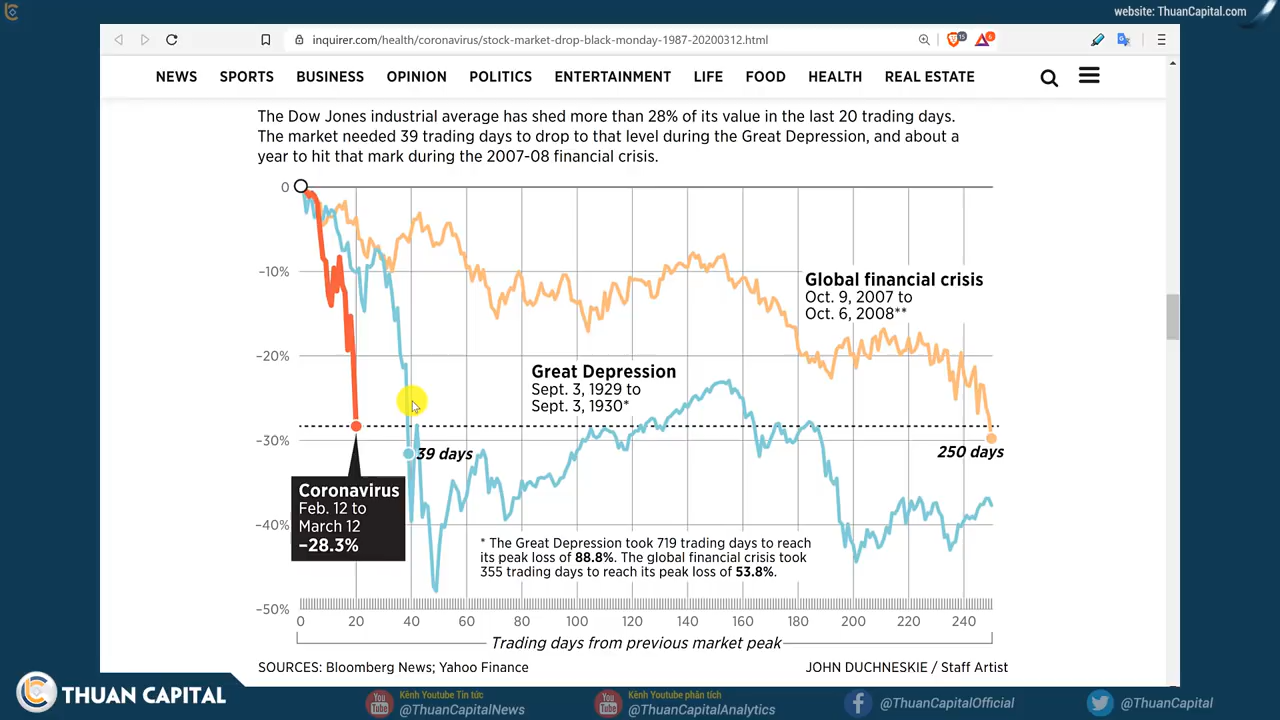 website: ThuanCapital.com
inquirer.com/health/coronavirus/stock-market-drop-black-monday-1987-20200312.html
15
6
NEWS SPORTS BUSINESS OPINION POLITICS ENTERTAINMENT LIFE FOOD HEALTH REAL ESTATE
The Dow Jones industrial average has shed more than 28% of its value in the last 20 trading days.
The market needed 39 trading days to drop to that level during the Great Depression, and about a
year to hit that mark during the 2007-08 financial crisis.
0
−10%
−20%
−30%
−40%
−50%
Global financial crisis
Oct. 9, 2007 to
Oct. 6, 2008**
Great Depression
Sept. 3, 1929 to
Sept. 3, 1930*
39 days
250 days
Coronavirus
Feb. 12 to
March 12
−28.3%
* The Great Depression took 719 trading days to reach
its peak loss of 88.8%. The global financial crisis took
355 trading days to reach its peak loss of 53.8%.
0 20 40 60 80 100 120 140 160 180 200 220 240
Trading days from previous market peak
SOURCES: Bloomberg News; Yahoo Finance
JOHN DUCHNESKIE / Staff Artist
THUAN CAPITAL
You
Kênh Youtube Tin tức
@ThuanCapitalNews
You
Kênh Youtube phân tích
@ThuanCapitalAnalytics
@ThuanCapitalOfficial
@ThuanCapital